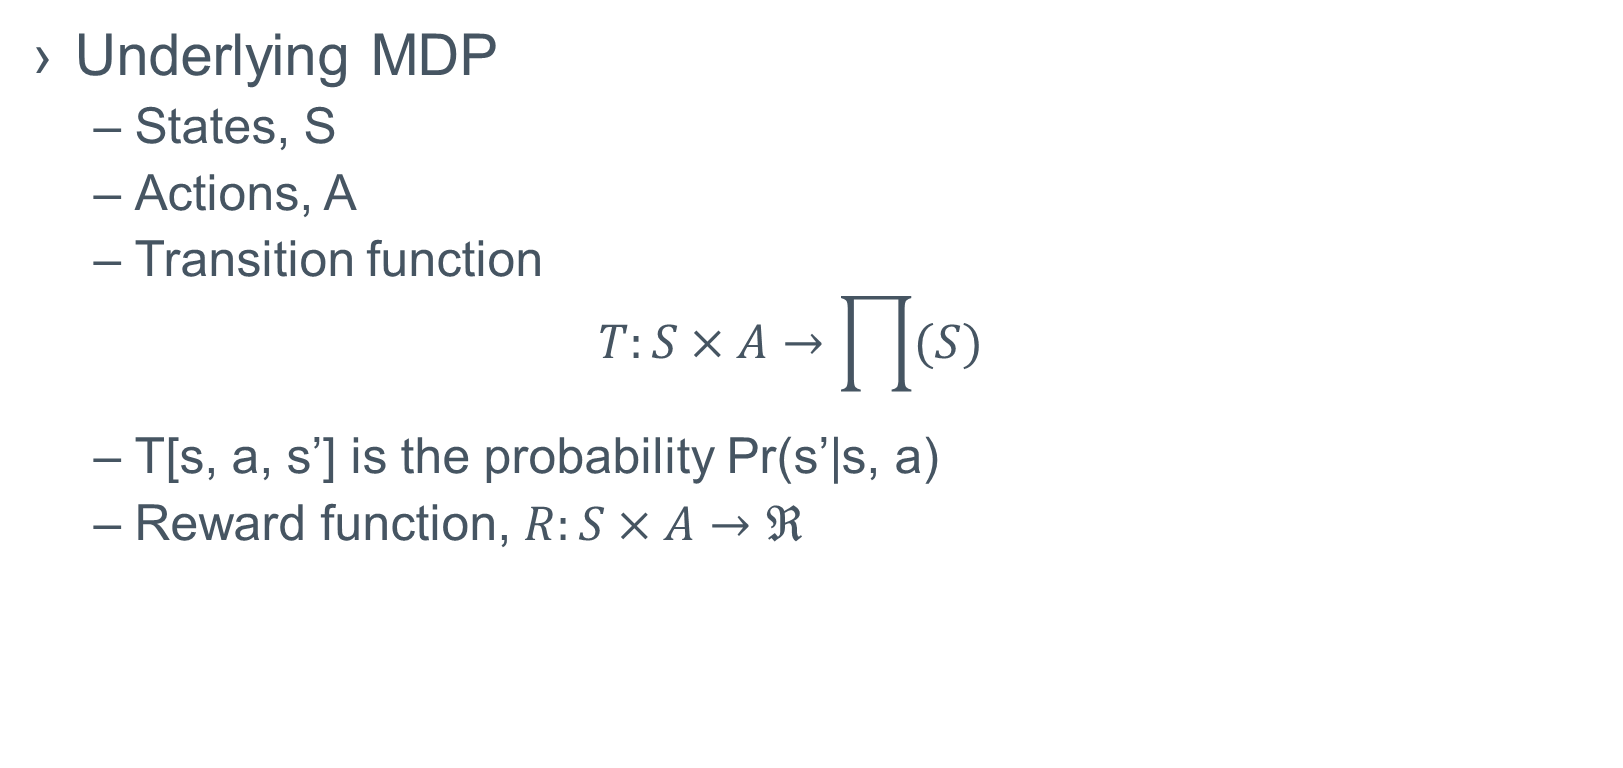 › Underlying MDP
– States, S
– Actions, A
– Transition function
T: S × A → ∏(S)
– T[s, a, s’] is the probability Pr(s’|s, a)
– Reward function, R: S × A → ℜ